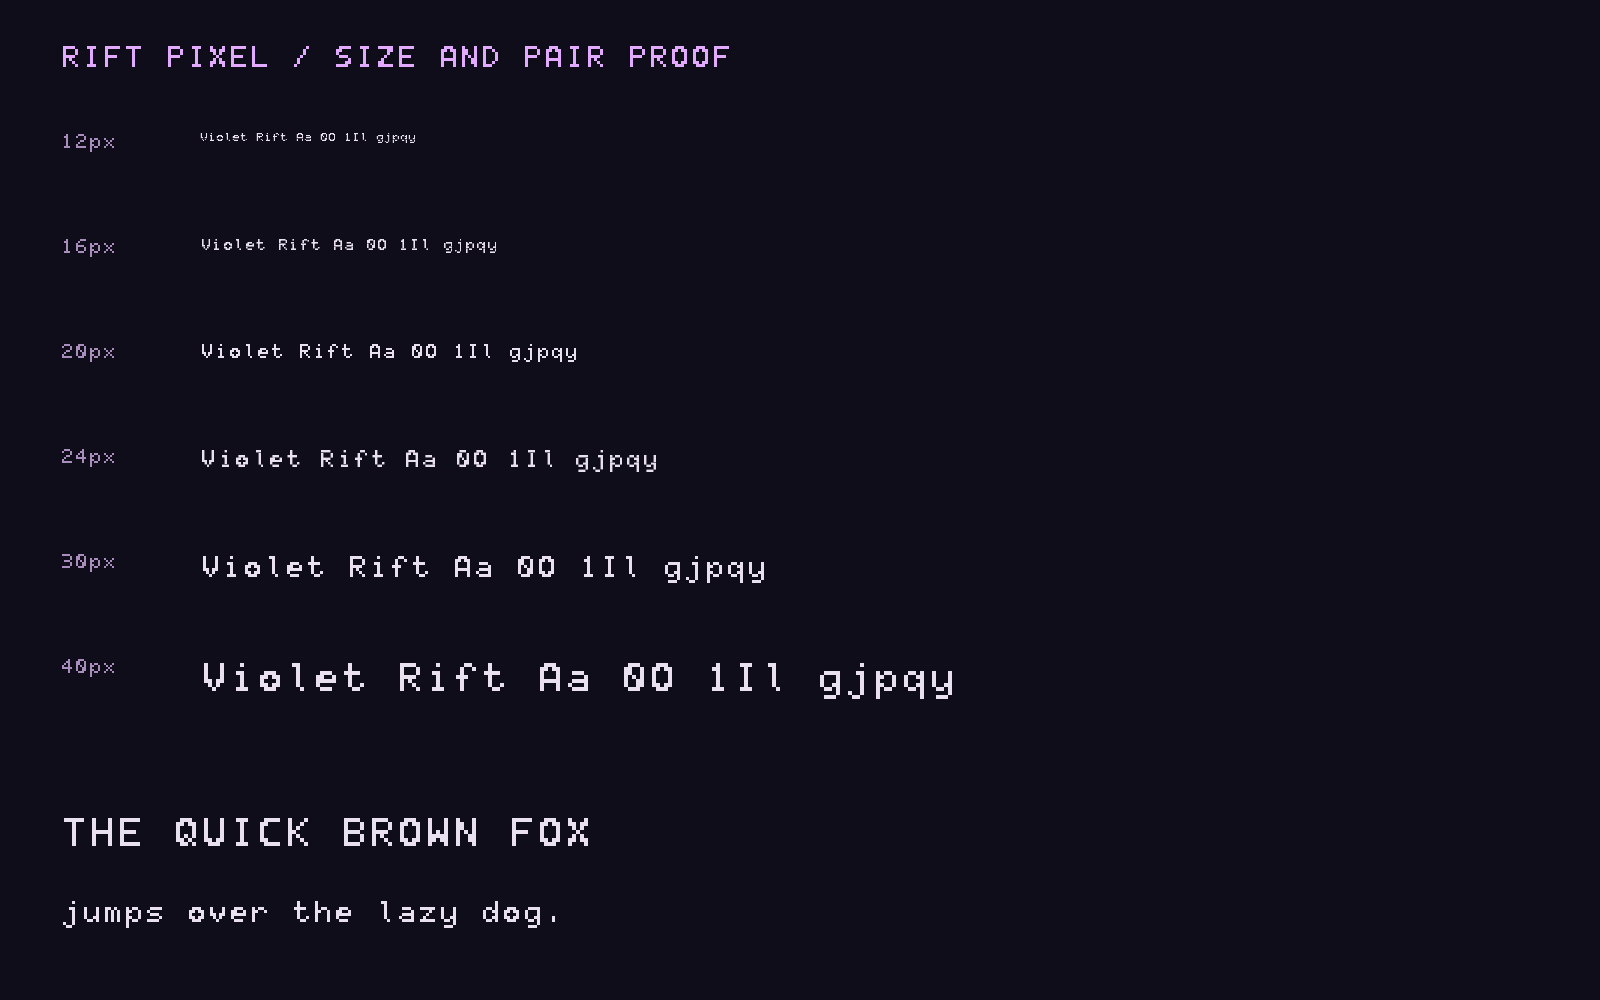 RIFT PIXEL / SIZE AND PAIR PROOF
12px Violet Rift Aa 0O 1Il gjpqy
16px Violet Rift Aa 0O 1Il gjpqy
20px Violet Rift Aa 0O 1Il gjpqy
24px Violet Rift Aa 0O 1Il gjpqy
30px Violet Rift Aa 0O 1Il gjpqy
40px Violet Rift Aa 0O 1Il gjpqy
THE QUICK BROWN FOX
jumps over the lazy dog.